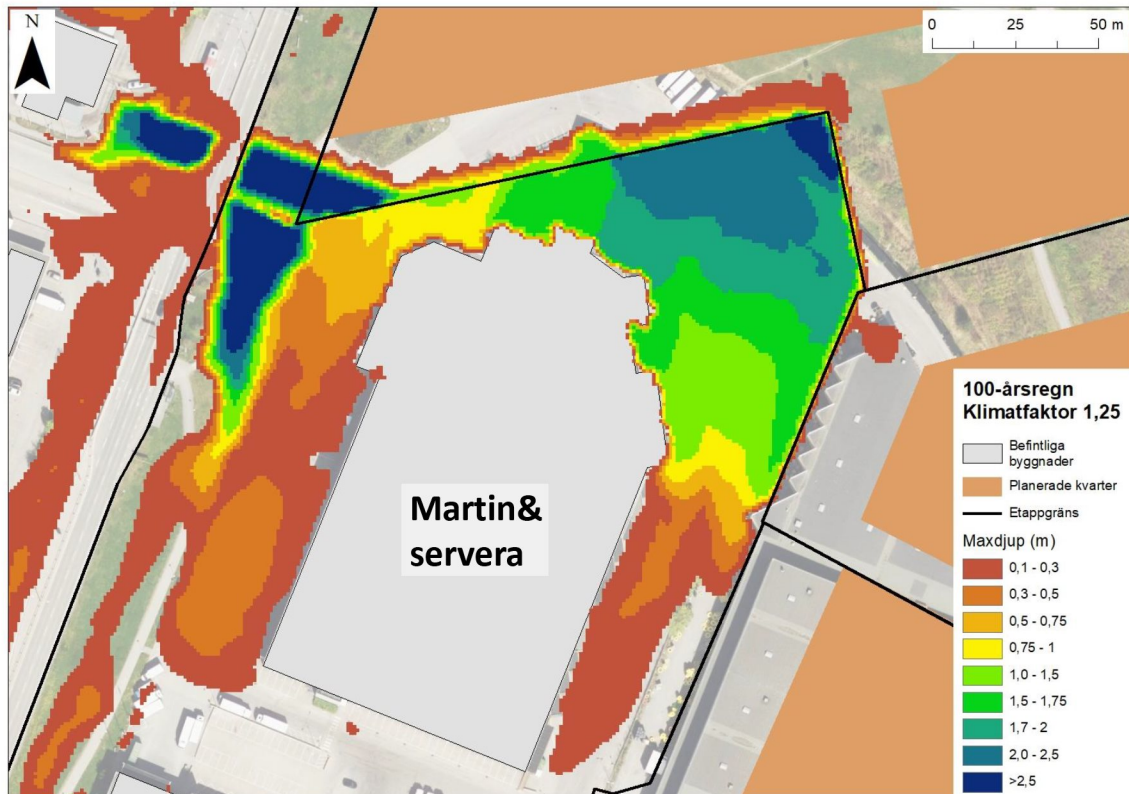 N
0 25 50 m
Martin&
servera
100-årsregn
Klimatfaktor 1,25
Befintliga
byggnader
Planerade kvarter
Etappgräns
Maxdjup (m)
0,1 - 0,3
0,3 - 0,5
0,5 - 0,75
0,75 - 1
1,0 - 1,5
1,5 - 1,75
1,7 - 2
2,0 - 2,5
>2,5